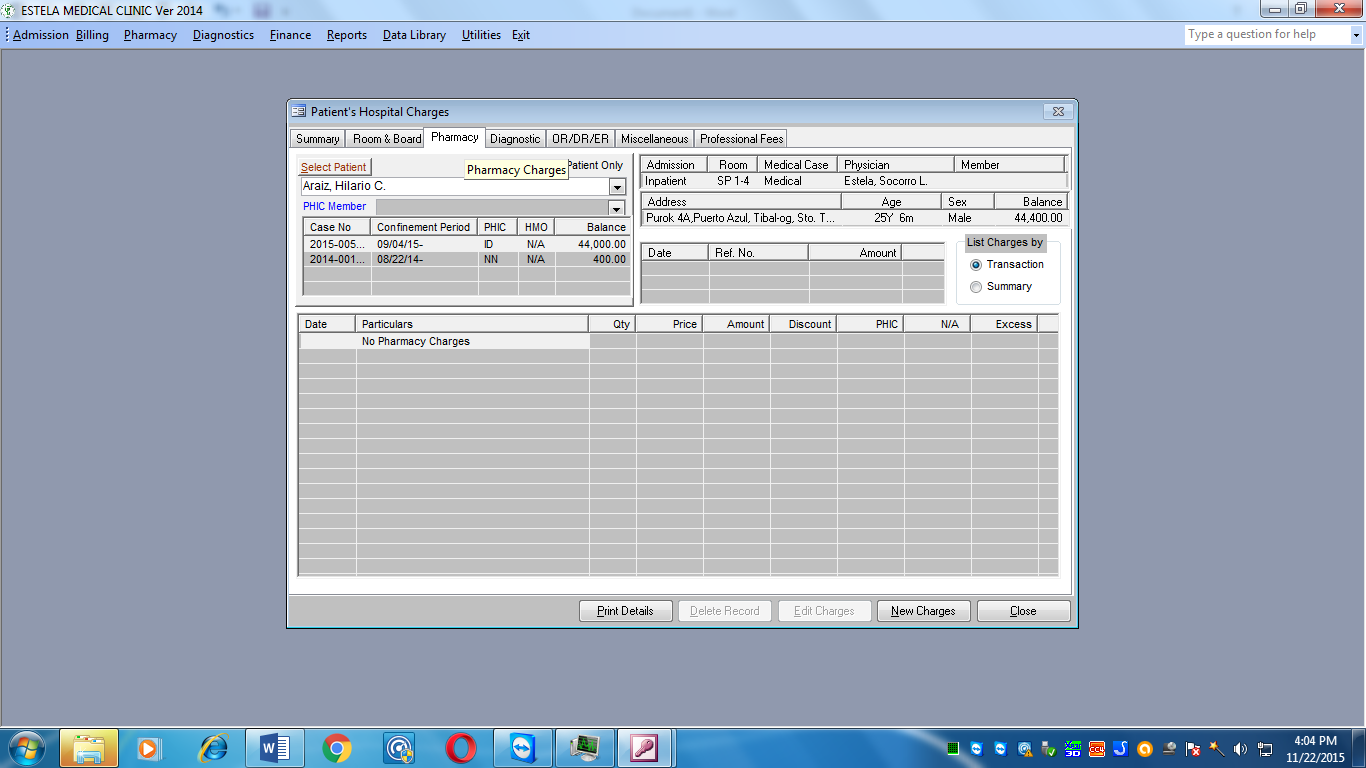 ESTELA MEDICAL CLINIC Ver 2014
Admission Billing Pharmacy Diagnostics Finance Reports Data Library Utilities Exit
Type a question for help
Patient's Hospital Charges
Summary Room & Board Pharmacy Diagnostic OR/DR/ER Miscellaneous Professional Fees
Select Patient Pharmacy Charges Patient Only
Araiz, Hilario C.
PHIC Member
Case No Confinement Period PHIC HMO Balance
2015-005... 09/04/15- ID N/A 44,000.00
2014-001... 08/22/14- NN N/A 400.00
Admission Room Medical Case Physician Member
Inpatient SP 1-4 Medical Estela, Socorro L.
Address Age Sex Balance
Purok 4A,Puerto Azul, Tibal-og, Sto. T... 25Y 6m Male 44,400.00
Date Ref. No. Amount
List Charges by
Transaction
Summary
Date Particulars Qty Price Amount Discount PHIC N/A Excess
No Pharmacy Charges
Print Details Delete Record Edit Charges New Charges Close
4:04 PM
11/22/2015